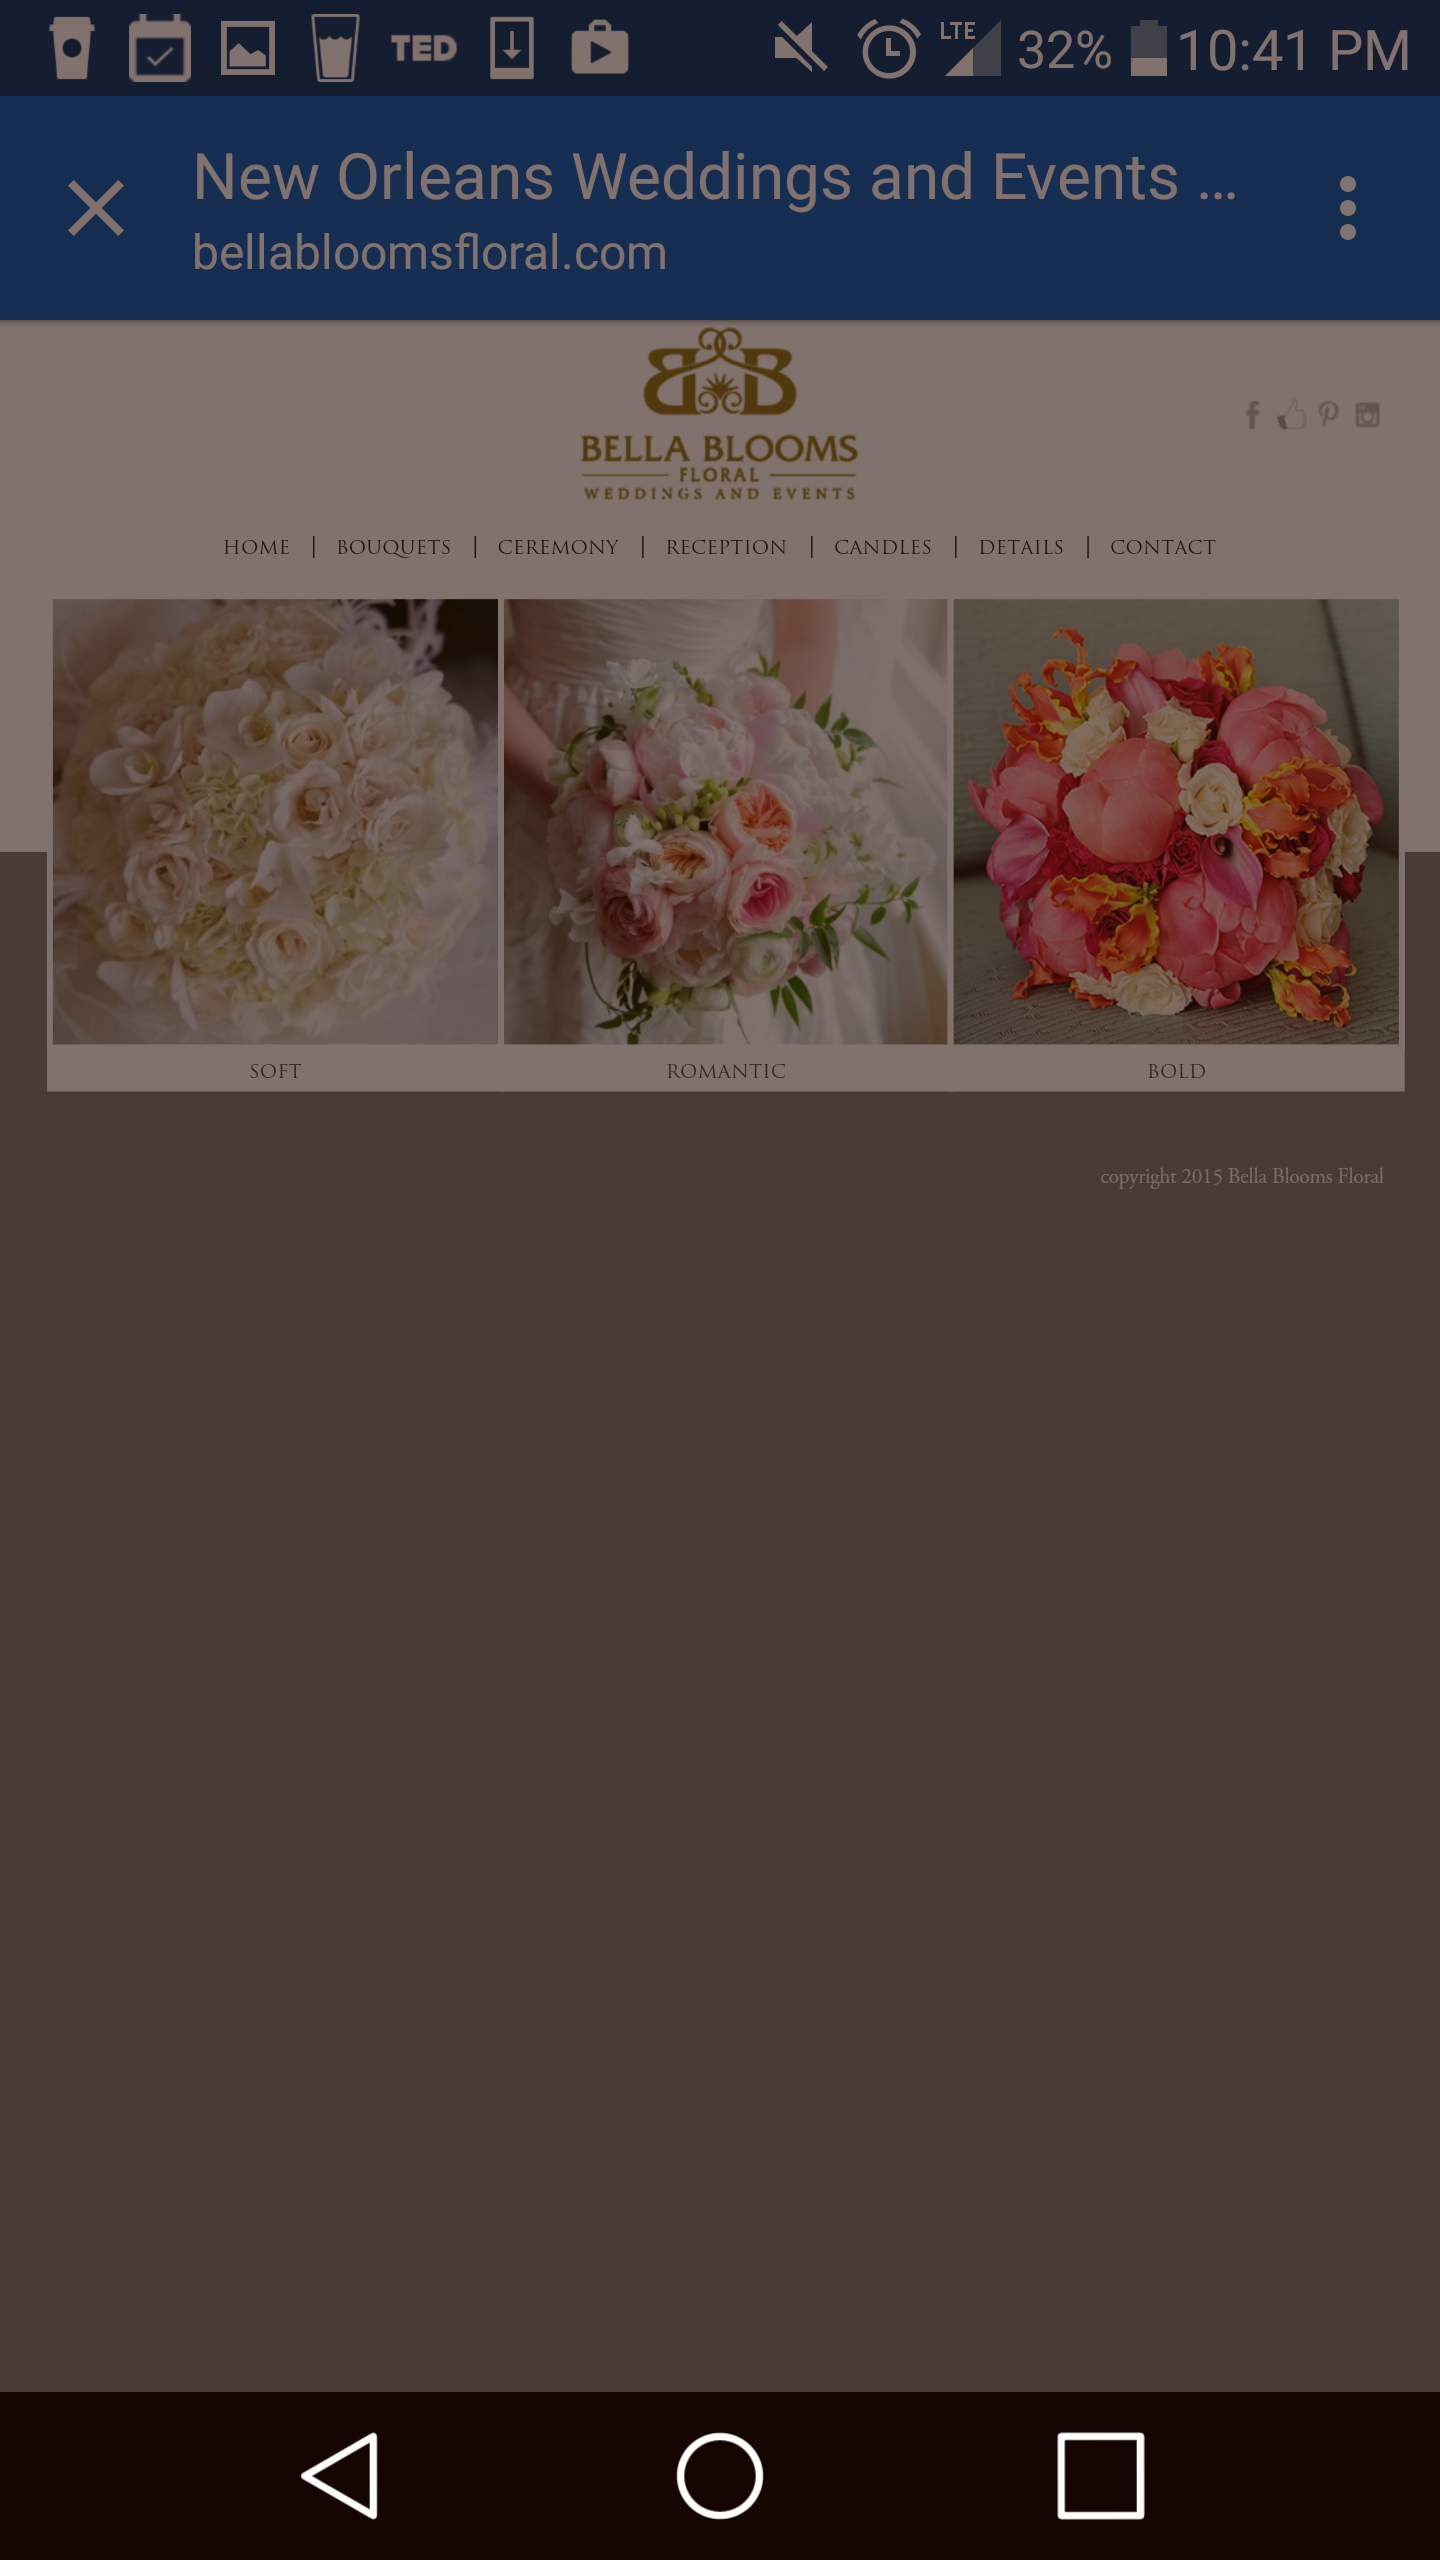 TED LTE 32% 10:41 PM
New Orleans Weddings and Events ...
bellabloomsfloral.com
BB
BELLA BLOOMS
FLORAL
WEDDINGS AND EVENTS
HOME | BOUQUETS | CEREMONY | RECEPTION | CANDLES | DETAILS | CONTACT
SOFT ROMANTIC BOLD
copyright 2015 Bella Blooms Floral